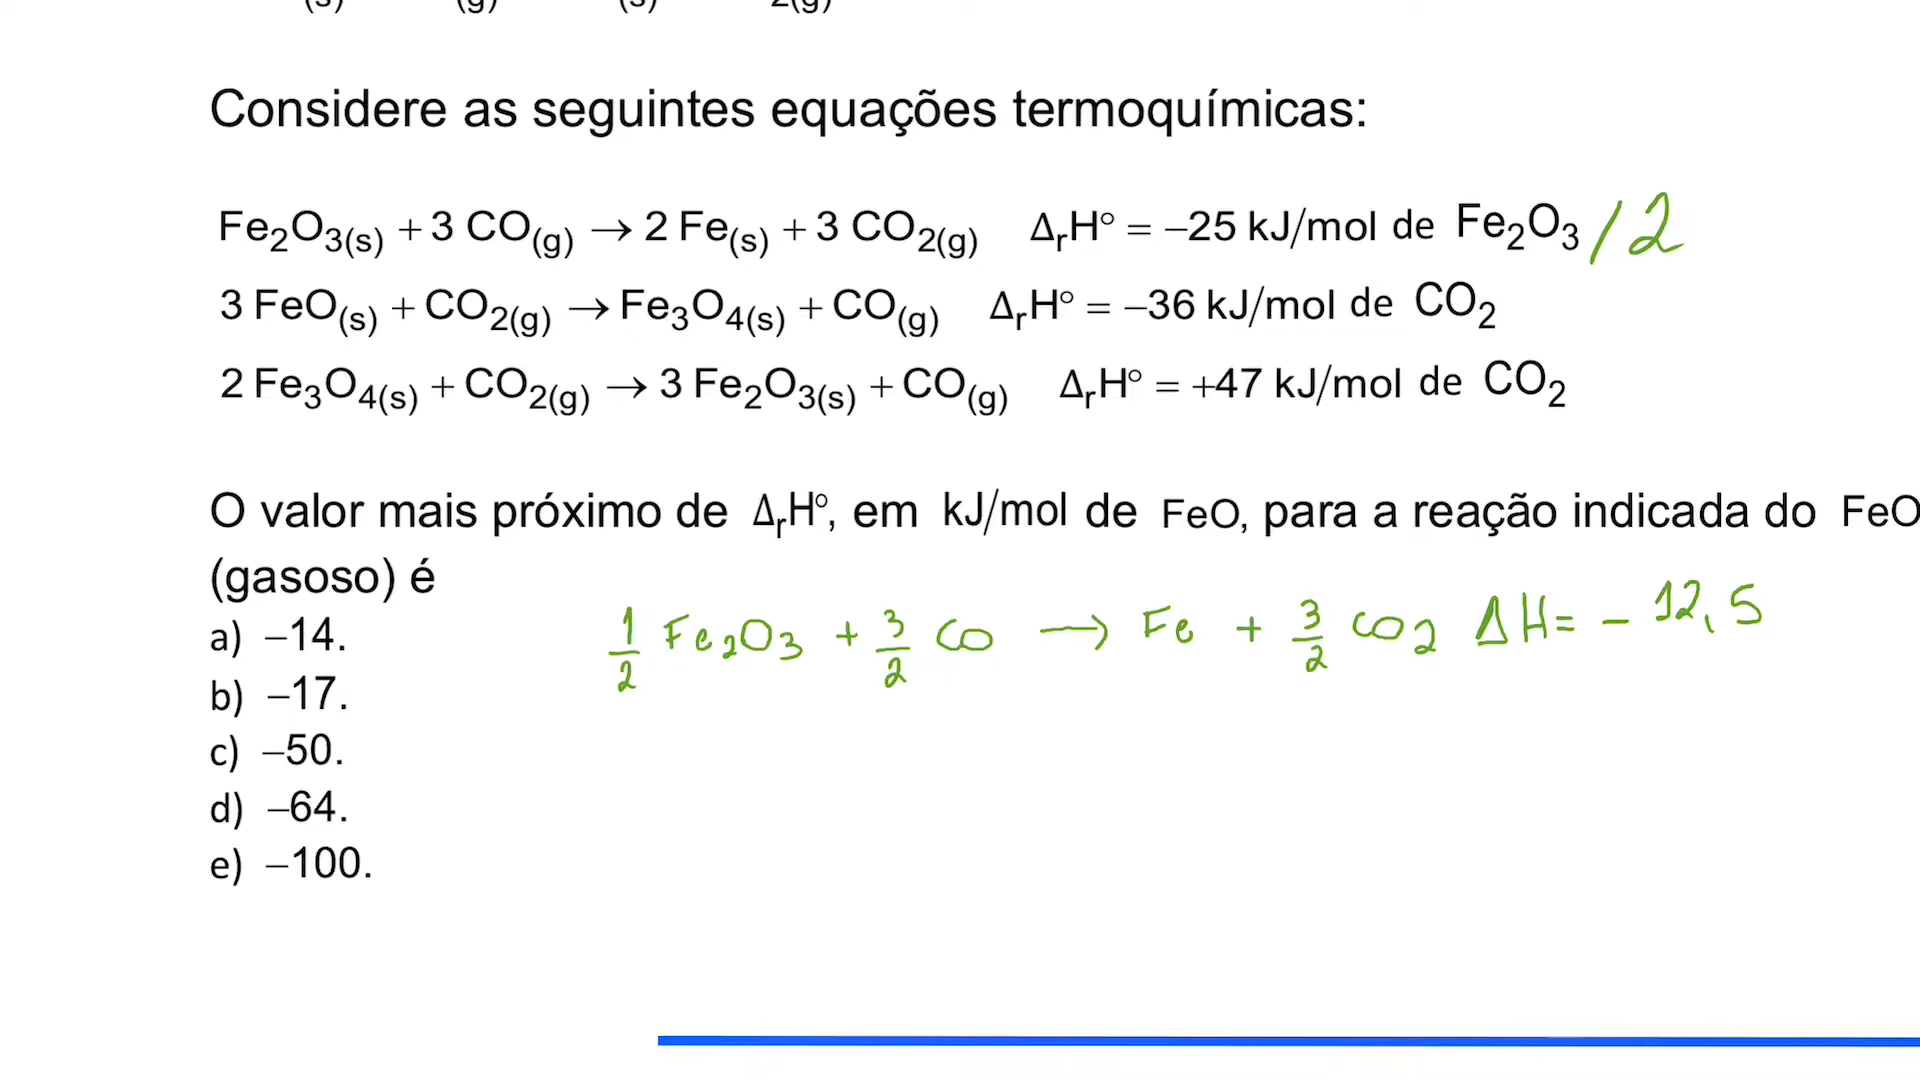 (s) (g) (s) 2(g)
Considere as seguintes equações termoquímicas:
Fe₂O₃(s) + 3 CO(g) → 2 Fe(s) + 3 CO₂(g) ΔᵣH° = −25 kJ/mol de Fe₂O₃ /2
3 FeO(s) + CO₂(g) → Fe₃O₄(s) + CO(g) ΔᵣH° = −36 kJ/mol de CO₂
2 Fe₃O₄(s) + CO₂(g) → 3 Fe₂O₃(s) + CO(g) ΔᵣH° = +47 kJ/mol de CO₂
O valor mais próximo de ΔᵣH°, em kJ/mol de FeO, para a reação indicada do FeO
(gasoso) é
a) −14.
1/2 Fe₂O₃ + 3/2 CO → Fe + 3/2 CO₂ ΔH = − 12,5
b) −17.
c) −50.
d) −64.
e) −100.